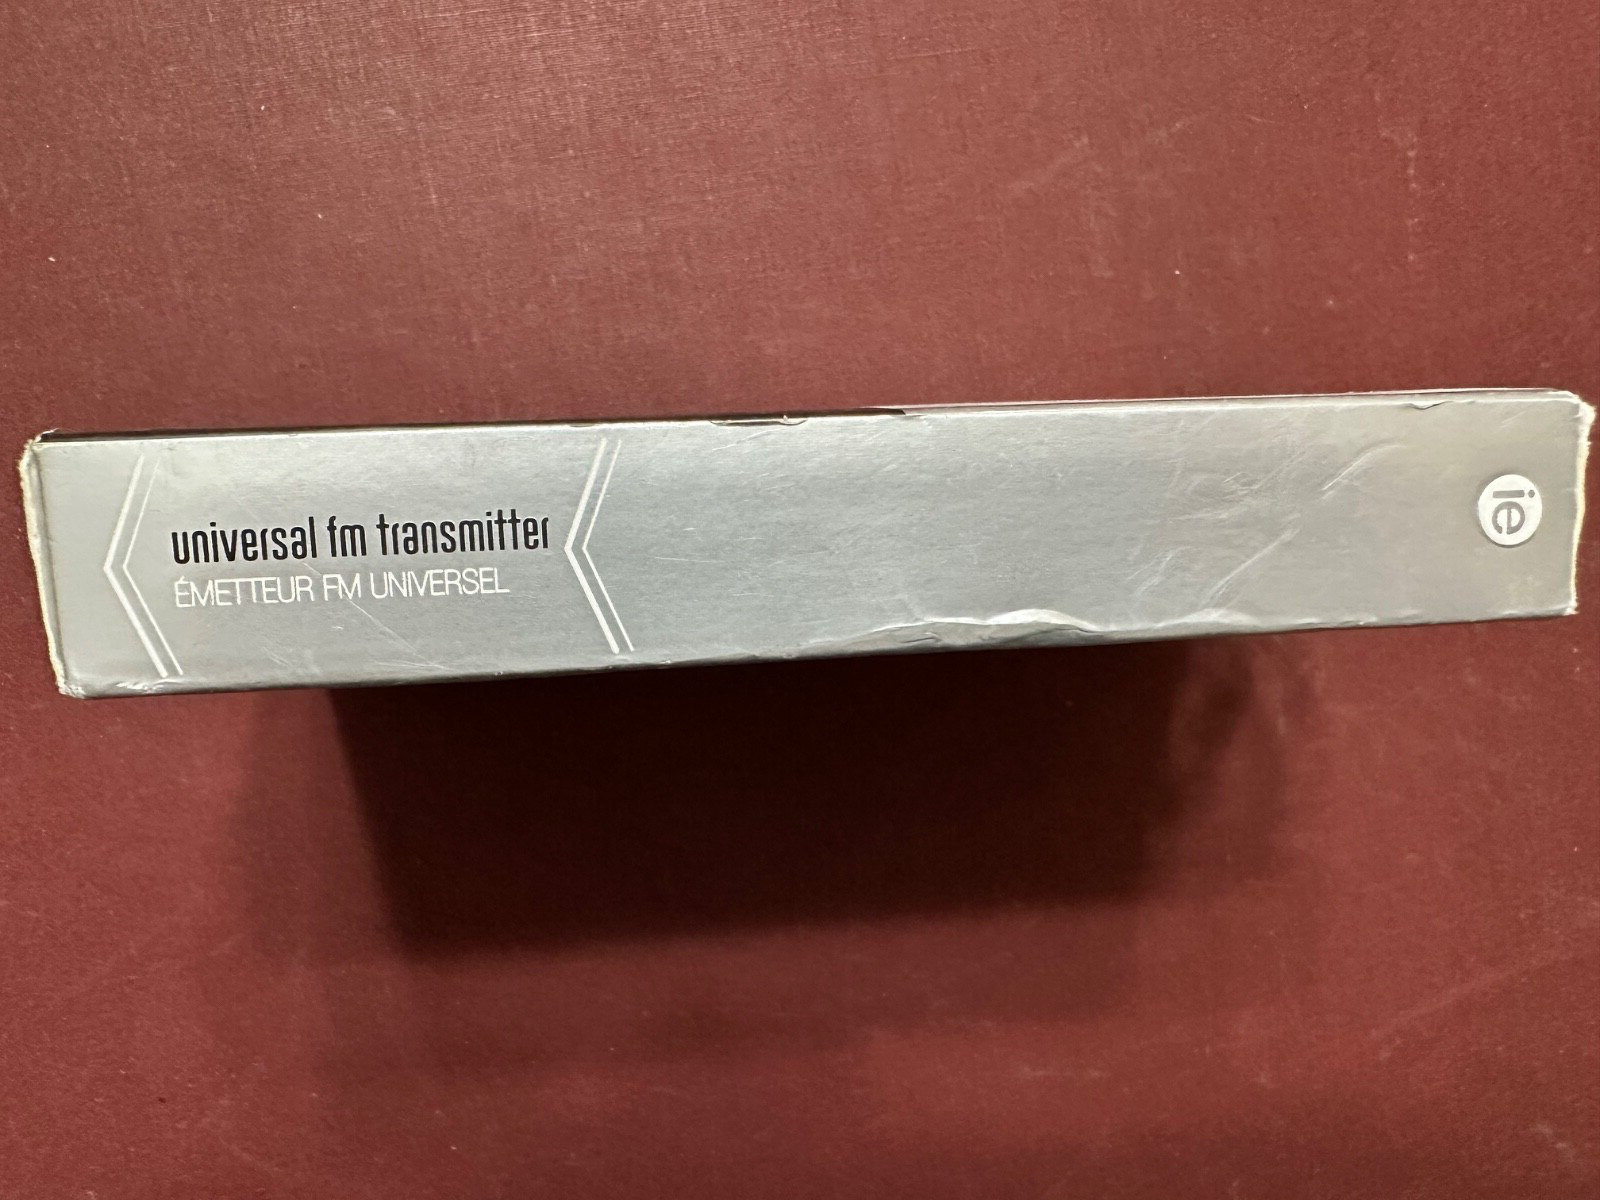 universal fm transmitter
ÉMETTEUR FM UNIVERSEL
ie